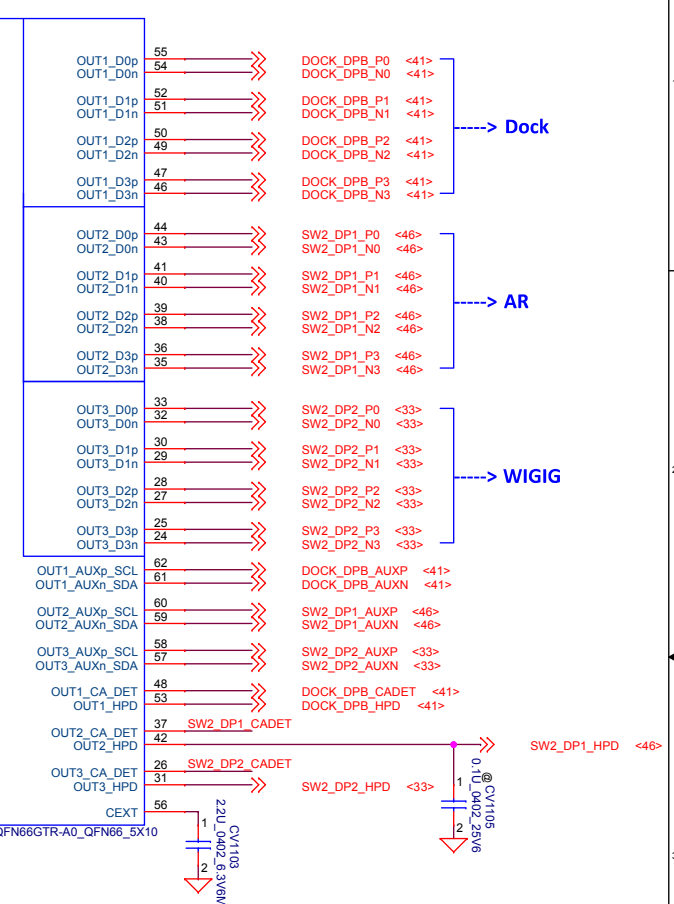 OUT1_D0p 55 DOCK_DPB_P0 <41>
OUT1_D0n 54 DOCK_DPB_N0 <41>
OUT1_D1p 52 DOCK_DPB_P1 <41>
OUT1_D1n 51 DOCK_DPB_N1 <41>
----> Dock
OUT1_D2p 50 DOCK_DPB_P2 <41>
OUT1_D2n 49 DOCK_DPB_N2 <41>
OUT1_D3p 47 DOCK_DPB_P3 <41>
OUT1_D3n 46 DOCK_DPB_N3 <41>
OUT2_D0p 44 SW2_DP1_P0 <46>
OUT2_D0n 43 SW2_DP1_N0 <46>
OUT2_D1p 41 SW2_DP1_P1 <46>
OUT2_D1n 40 SW2_DP1_N1 <46>
----> AR
OUT2_D2p 39 SW2_DP1_P2 <46>
OUT2_D2n 38 SW2_DP1_N2 <46>
OUT2_D3p 36 SW2_DP1_P3 <46>
OUT2_D3n 35 SW2_DP1_N3 <46>
OUT3_D0p 33 SW2_DP2_P0 <33>
OUT3_D0n 32 SW2_DP2_N0 <33>
OUT3_D1p 30 SW2_DP2_P1 <33>
OUT3_D1n 29 SW2_DP2_N1 <33>
----> WIGIG
OUT3_D2p 28 SW2_DP2_P2 <33>
OUT3_D2n 27 SW2_DP2_N2 <33>
OUT3_D3p 25 SW2_DP2_P3 <33>
OUT3_D3n 24 SW2_DP2_N3 <33>
OUT1_AUXp_SCL 62 DOCK_DPB_AUXP <41>
OUT1_AUXn_SDA 61 DOCK_DPB_AUXN <41>
OUT2_AUXp_SCL 60 SW2_DP1_AUXP <46>
OUT2_AUXn_SDA 59 SW2_DP1_AUXN <46>
OUT3_AUXp_SCL 58 SW2_DP2_AUXP <33>
OUT3_AUXn_SDA 57 SW2_DP2_AUXN <33>
OUT1_CA_DET 48 DOCK_DPB_CADET <41>
OUT1_HPD 53 DOCK_DPB_HPD <41>
OUT2_CA_DET 37 SW2_DP1_CADET
OUT2_HPD 42 SW2_DP1_HPD <46>
OUT3_CA_DET 26 SW2_DP2_CADET
OUT3_HPD 31 SW2_DP2_HPD <33>
1
2
@ CV1105
0.1U_0402_25V6
CEXT 56
QFN66GTR-A0_QFN66_5X10
1
2
CV1103
2.2U_0402_6.3V6M